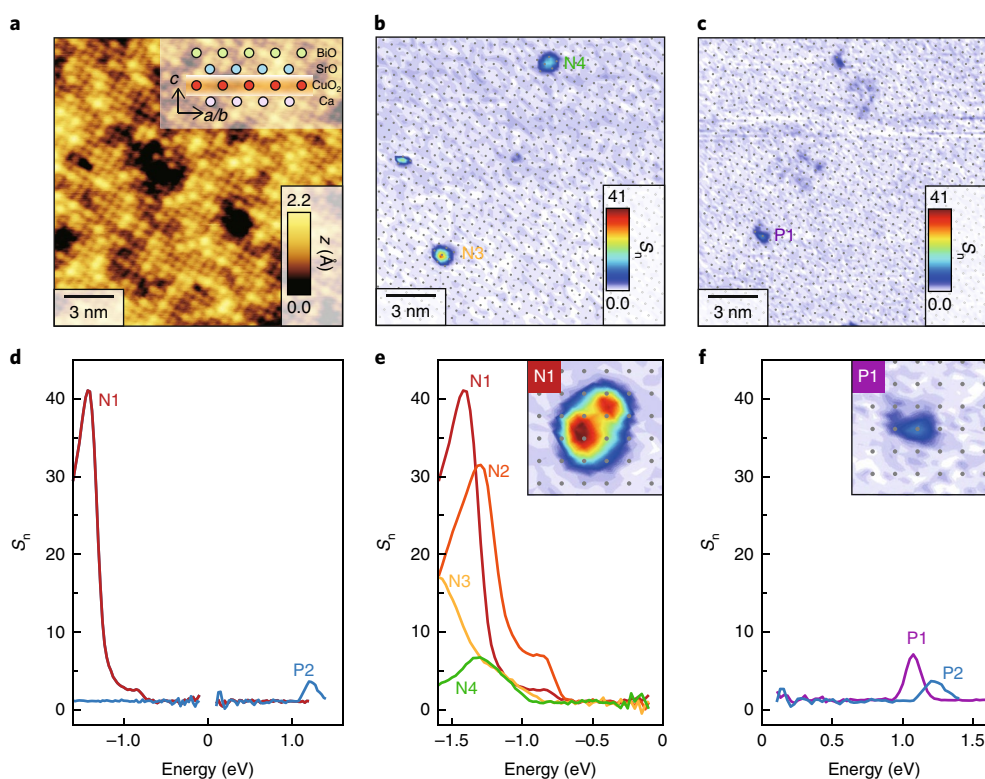 a
BiO
SrO
CuO₂
Ca
c
a/b
2.2
z (Å)
0.0
3 nm
b
N4
N3
41
Sn
0.0
3 nm
c
P1
41
Sn
0.0
3 nm
d
40
30
20
10
0
Sn
N1
P2
–1.0
0
1.0
Energy (eV)
e
40
30
20
10
0
Sn
N1
N2
N3
N4
N1
–1.5
–1.0
–0.5
0
Energy (eV)
f
40
30
20
10
0
Sn
P1
P1
P2
0
0.5
1.0
1.5
Energy (eV)